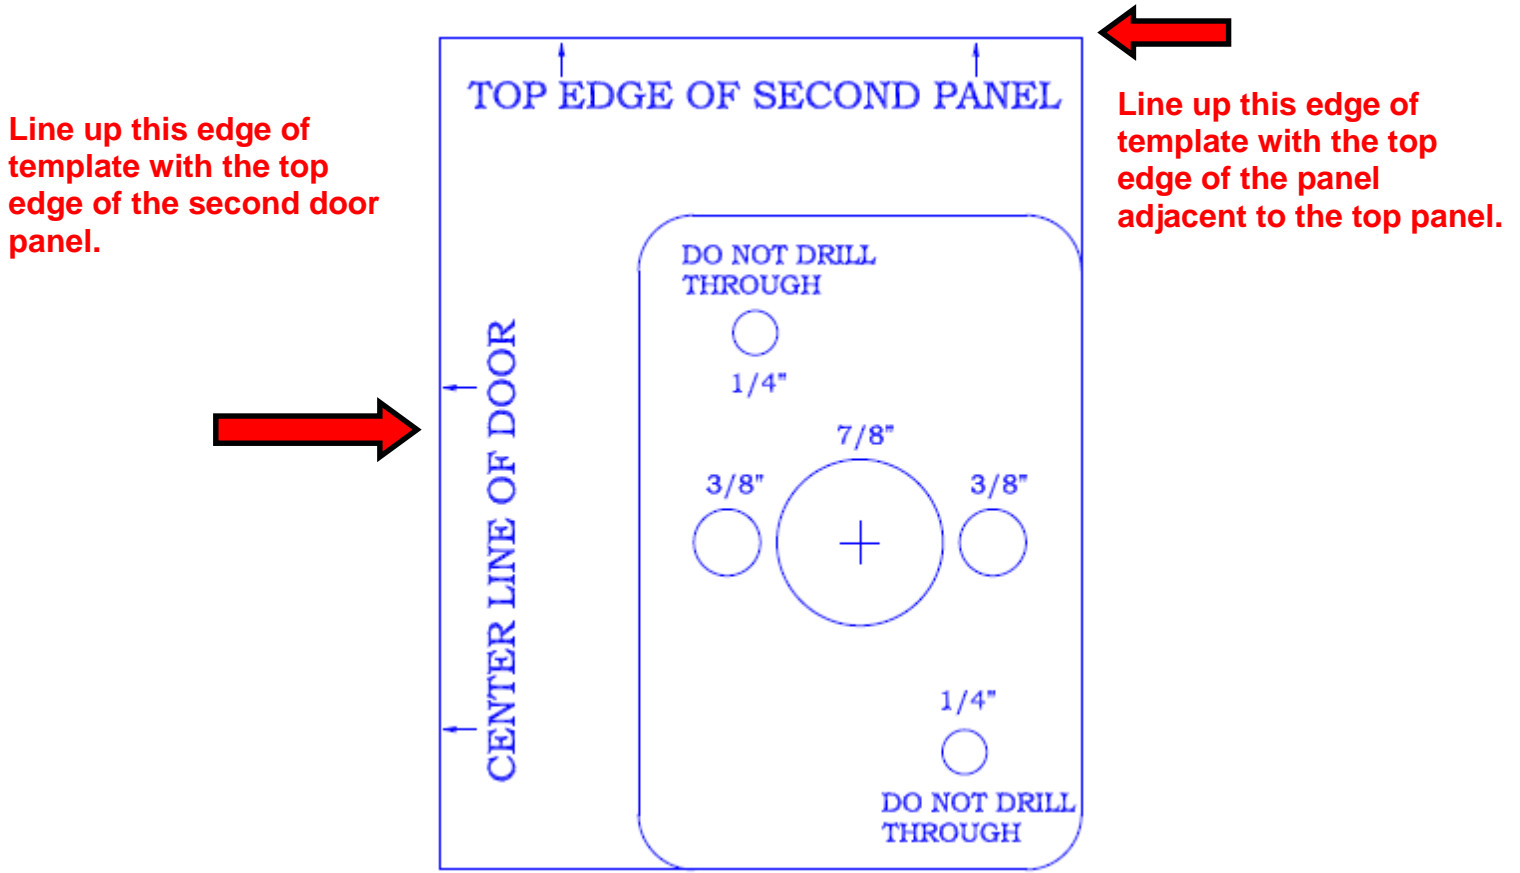 TOP EDGE OF SECOND PANEL
Line up this edge of
template with the top
edge of the second door
panel.
Line up this edge of
template with the top
edge of the panel
adjacent to the top panel.
DO NOT DRILL
THROUGH
1/4"
CENTER LINE OF DOOR
7/8"
3/8"
3/8"
1/4"
DO NOT DRILL
THROUGH